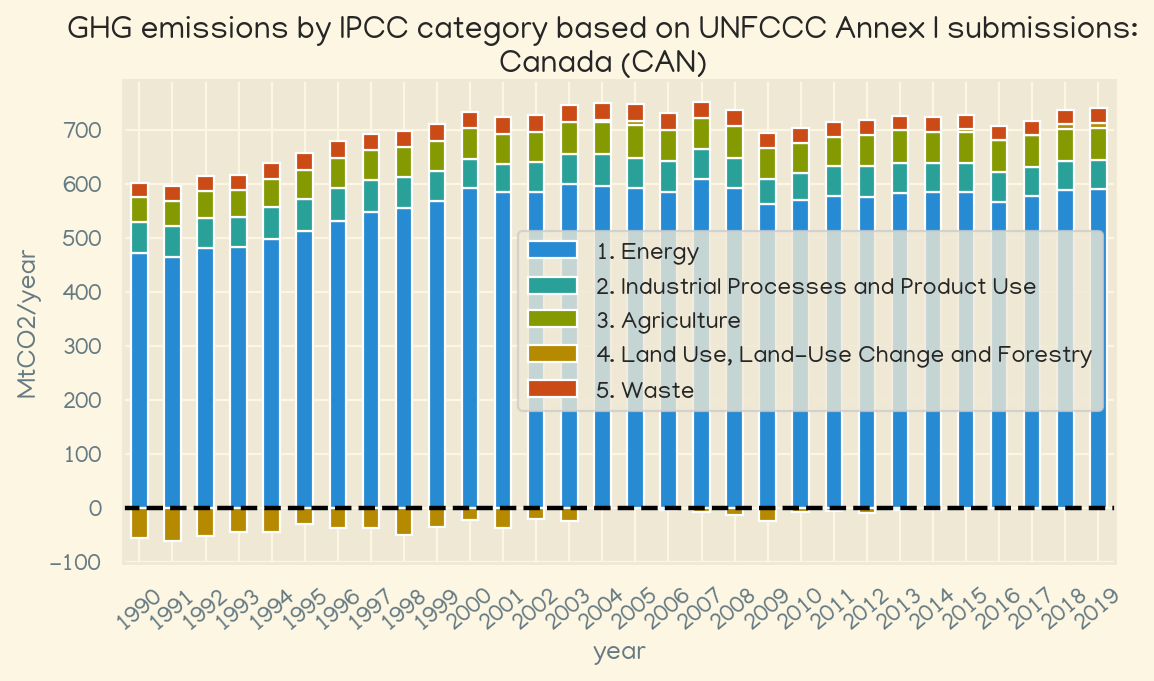 GHG emissions by IPCC category based on UNFCCC Annex I submissions:
Canada (CAN)
MtCO2/year
700
600
500
400
300
200
100
0
−100
1. Energy
2. Industrial Processes and Product Use
3. Agriculture
4. Land Use, Land-Use Change and Forestry
5. Waste
1990 1991 1992 1993 1994 1995 1996 1997 1998 1999 2000 2001 2002 2003 2004 2005 2006 2007 2008 2009 2010 2011 2012 2013 2014 2015 2016 2017 2018 2019
year